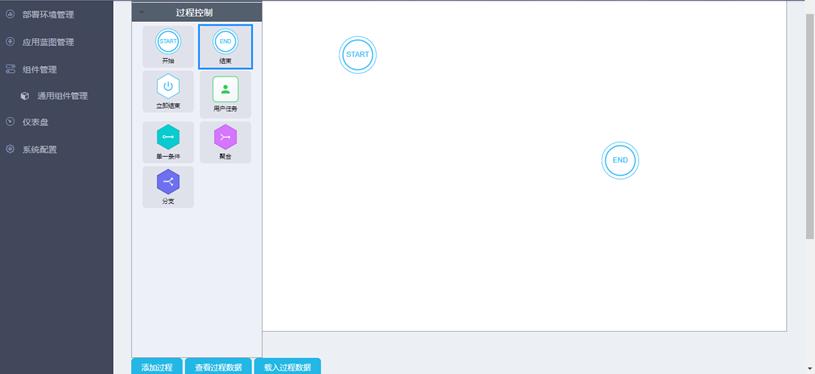 部署环境管理
应用蓝图管理
组件管理
通用组件管理
仪表盘
系统配置
过程控制
START
END
开始
结束
立即结束
用户任务
单一条件
聚合
分支
START
END
添加过程
查看过程数据
载入过程数据